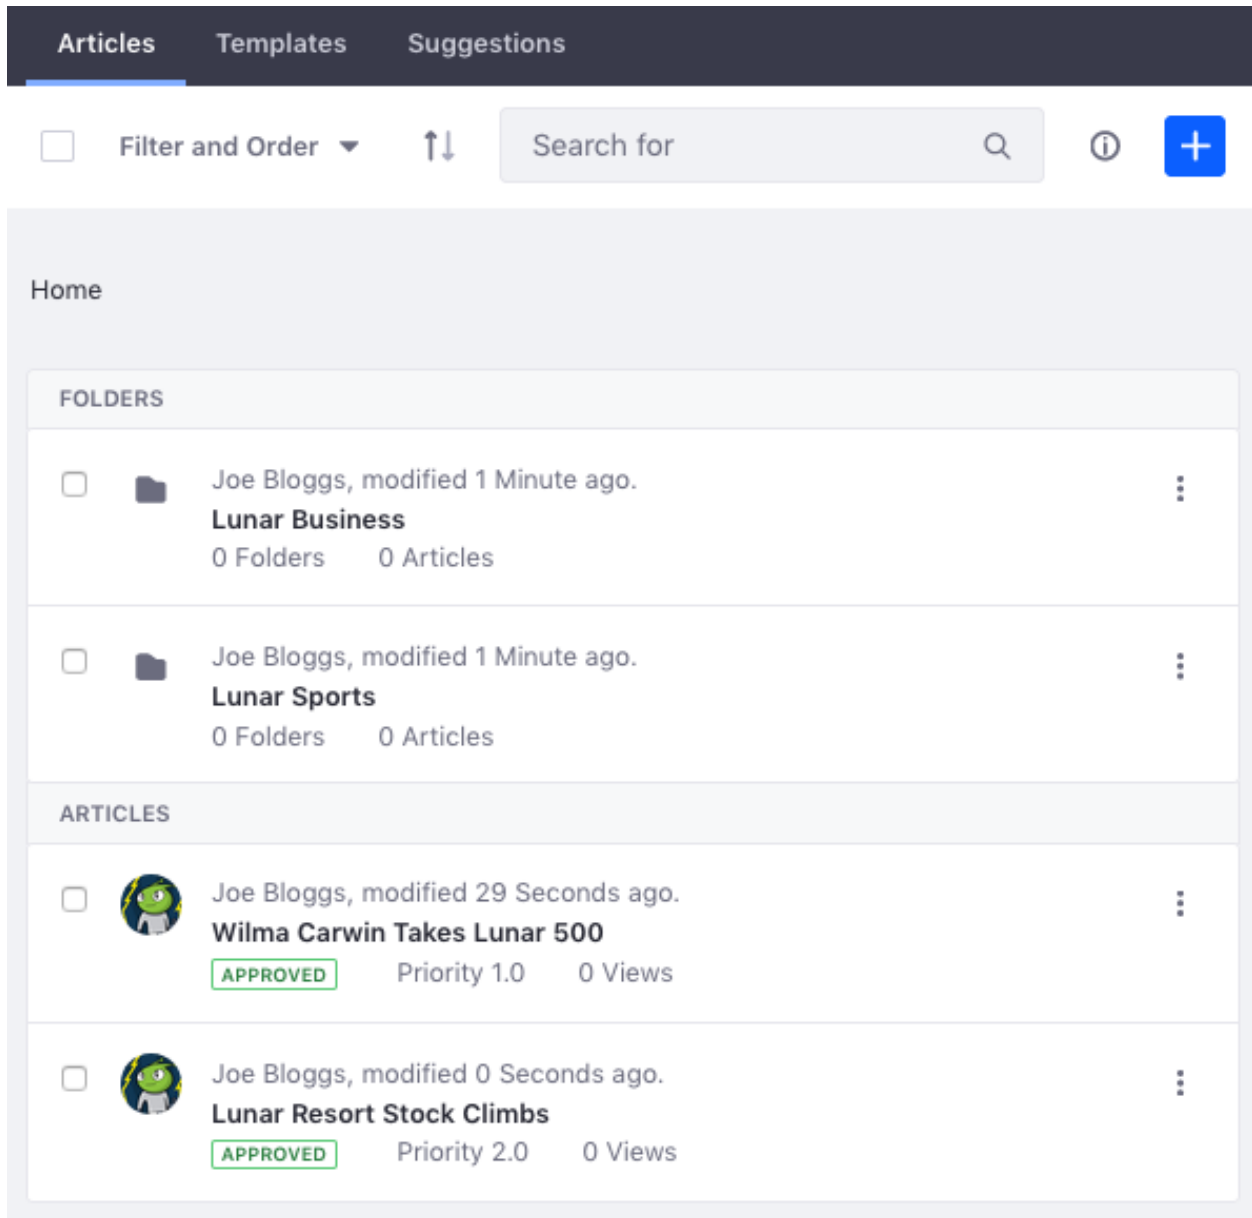 Articles Templates Suggestions
Filter and Order Search for
Home
FOLDERS
Joe Bloggs, modified 1 Minute ago.
Lunar Business
0 Folders 0 Articles
Joe Bloggs, modified 1 Minute ago.
Lunar Sports
0 Folders 0 Articles
ARTICLES
Joe Bloggs, modified 29 Seconds ago.
Wilma Carwin Takes Lunar 500
APPROVED Priority 1.0 0 Views
Joe Bloggs, modified 0 Seconds ago.
Lunar Resort Stock Climbs
APPROVED Priority 2.0 0 Views